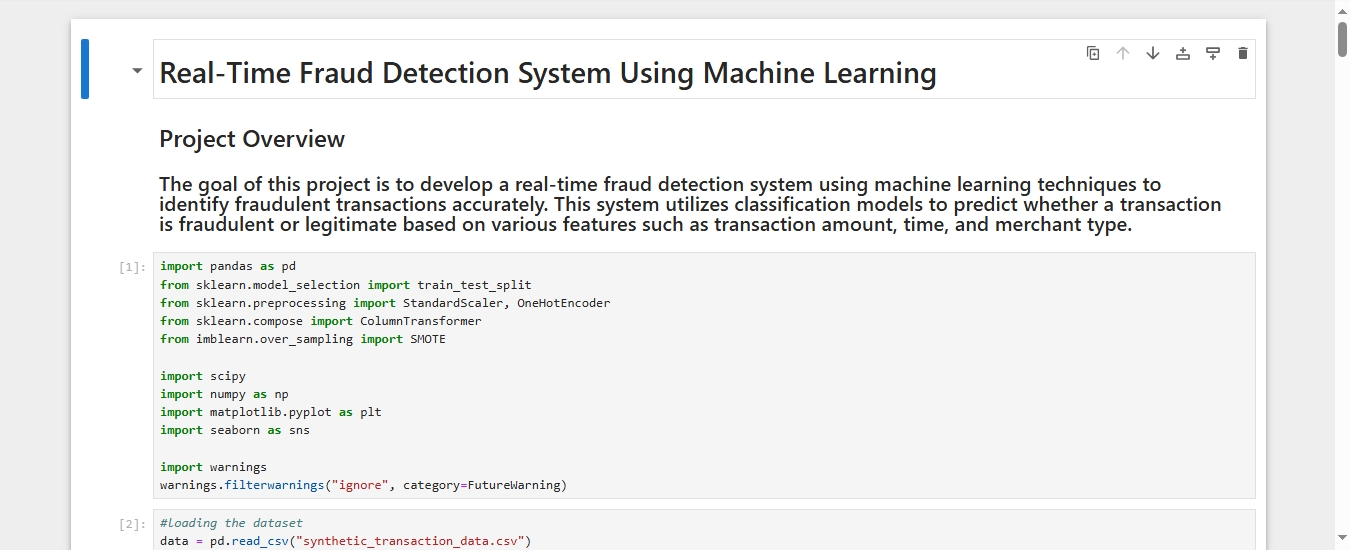 Real-Time Fraud Detection System Using Machine Learning
Project Overview
The goal of this project is to develop a real-time fraud detection system using machine learning techniques to
identify fraudulent transactions accurately. This system utilizes classification models to predict whether a transaction
is fraudulent or legitimate based on various features such as transaction amount, time, and merchant type.
[1]:
import pandas as pd
from sklearn.model_selection import train_test_split
from sklearn.preprocessing import StandardScaler, OneHotEncoder
from sklearn.compose import ColumnTransformer
from imblearn.over_sampling import SMOTE
import scipy
import numpy as np
import matplotlib.pyplot as plt
import seaborn as sns
import warnings
warnings.filterwarnings("ignore", category=FutureWarning)
[2]:
#loading the dataset
data = pd.read_csv("synthetic_transaction_data.csv")